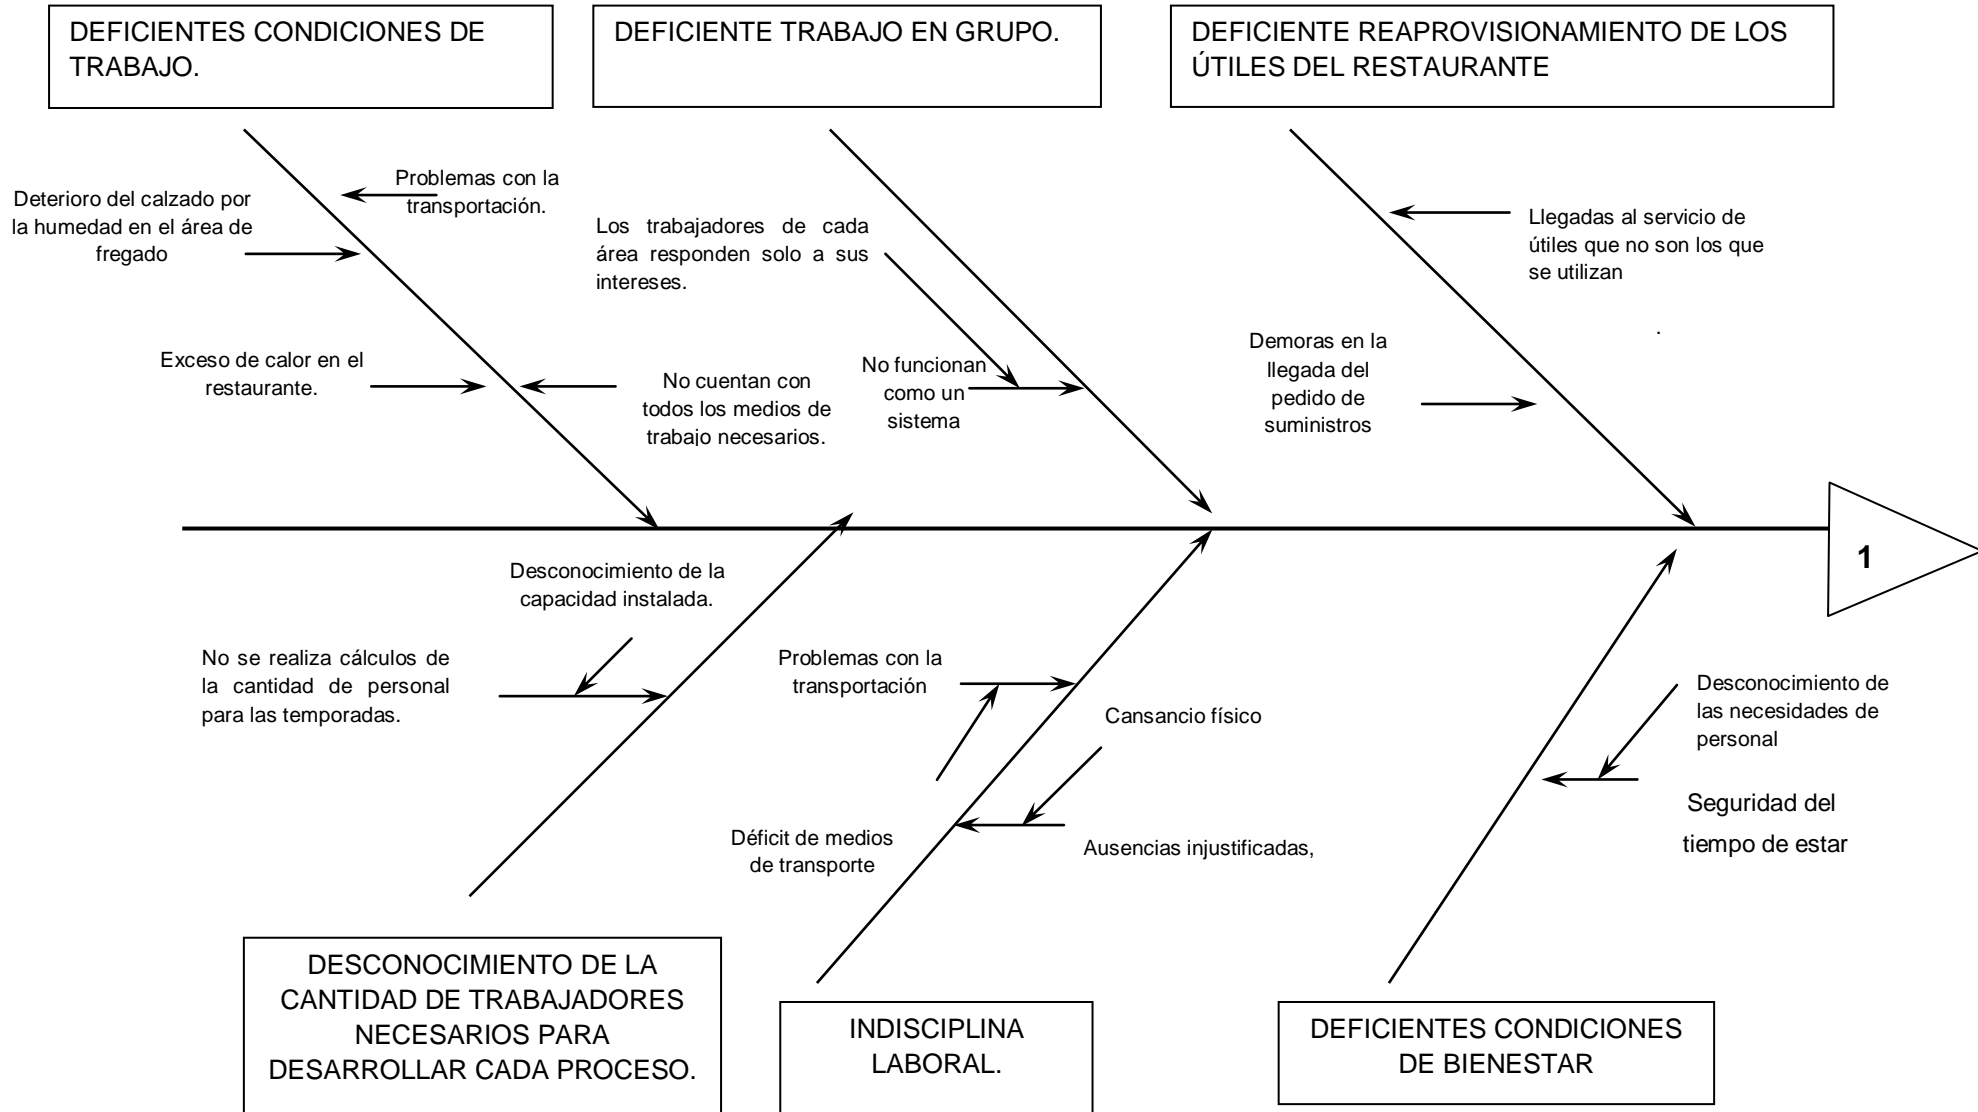 DEFICIENTES CONDICIONES DE
TRABAJO.
DEFICIENTE TRABAJO EN GRUPO.
DEFICIENTE REAPROVISIONAMIENTO DE LOS
ÚTILES DEL RESTAURANTE
Problemas con la
transportación.
Deterioro del calzado por
la humedad en el área de
fregado
Los trabajadores de cada
área responden solo a sus
intereses.
Llegadas al servicio de
útiles que no son los que
se utilizan
.
Exceso de calor en el
restaurante.
No cuentan con
todos los medios de
trabajo necesarios.
No funcionan
como un
sistema
Demoras en la
llegada del
pedido de
suministros
1
Desconocimiento de la
capacidad instalada.
No se realiza cálculos de
la cantidad de personal
para las temporadas.
Problemas con la
transportación
Cansancio físico
Desconocimiento de
las necesidades de
personal
Seguridad del
tiempo de estar
Déficit de medios
de transporte
Ausencias injustificadas,
DESCONOCIMIENTO DE LA
CANTIDAD DE TRABAJADORES
NECESARIOS PARA
DESARROLLAR CADA PROCESO.
INDISCIPLINA
LABORAL.
DEFICIENTES CONDICIONES
DE BIENESTAR